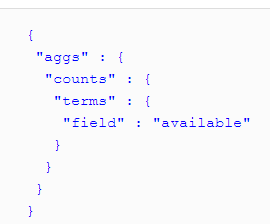 {
"aggs" : {
"counts" : {
"terms" : {
"field" : "available"
}
}
}
}